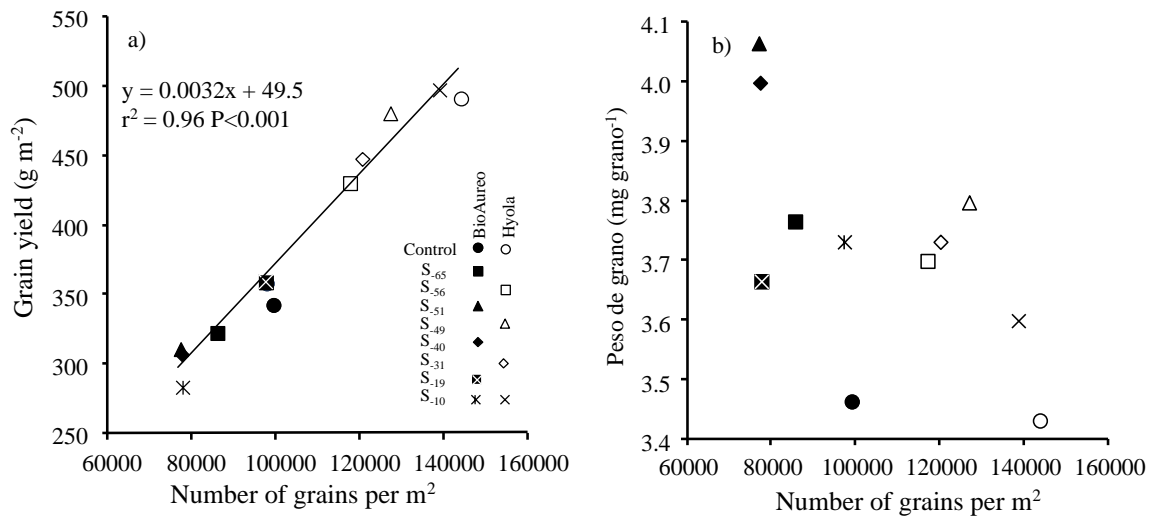 a)
y = 0.0032x + 49.5
r² = 0.96 P<0.001
Grain yield (g m⁻²)
550
500
450
400
350
300
250
60000 80000 100000 120000 140000 160000
Number of grains per m²
BioAureo
Hyola
Control
S₋₆₅
S₋₅₆
S₋₅₁
S₋₄₉
S₋₄₀
S₋₃₁
S₋₁₉
S₋₁₀
b)
Peso de grano (mg grano⁻¹)
4.1
4.0
3.9
3.8
3.7
3.6
3.5
3.4
60000 80000 100000 120000 140000 160000
Number of grains per m²